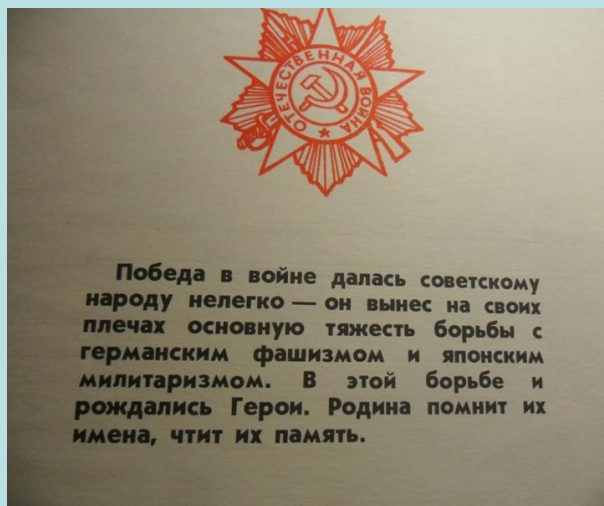 ОТЕЧЕСТВЕННАЯ ВОЙНА
Победа в войне далась советскому
народу нелегко — он вынес на своих
плечах основную тяжесть борьбы с
германским фашизмом и японским
милитаризмом. В этой борьбе и
рождались Герои. Родина помнит их
имена, чтит их память.